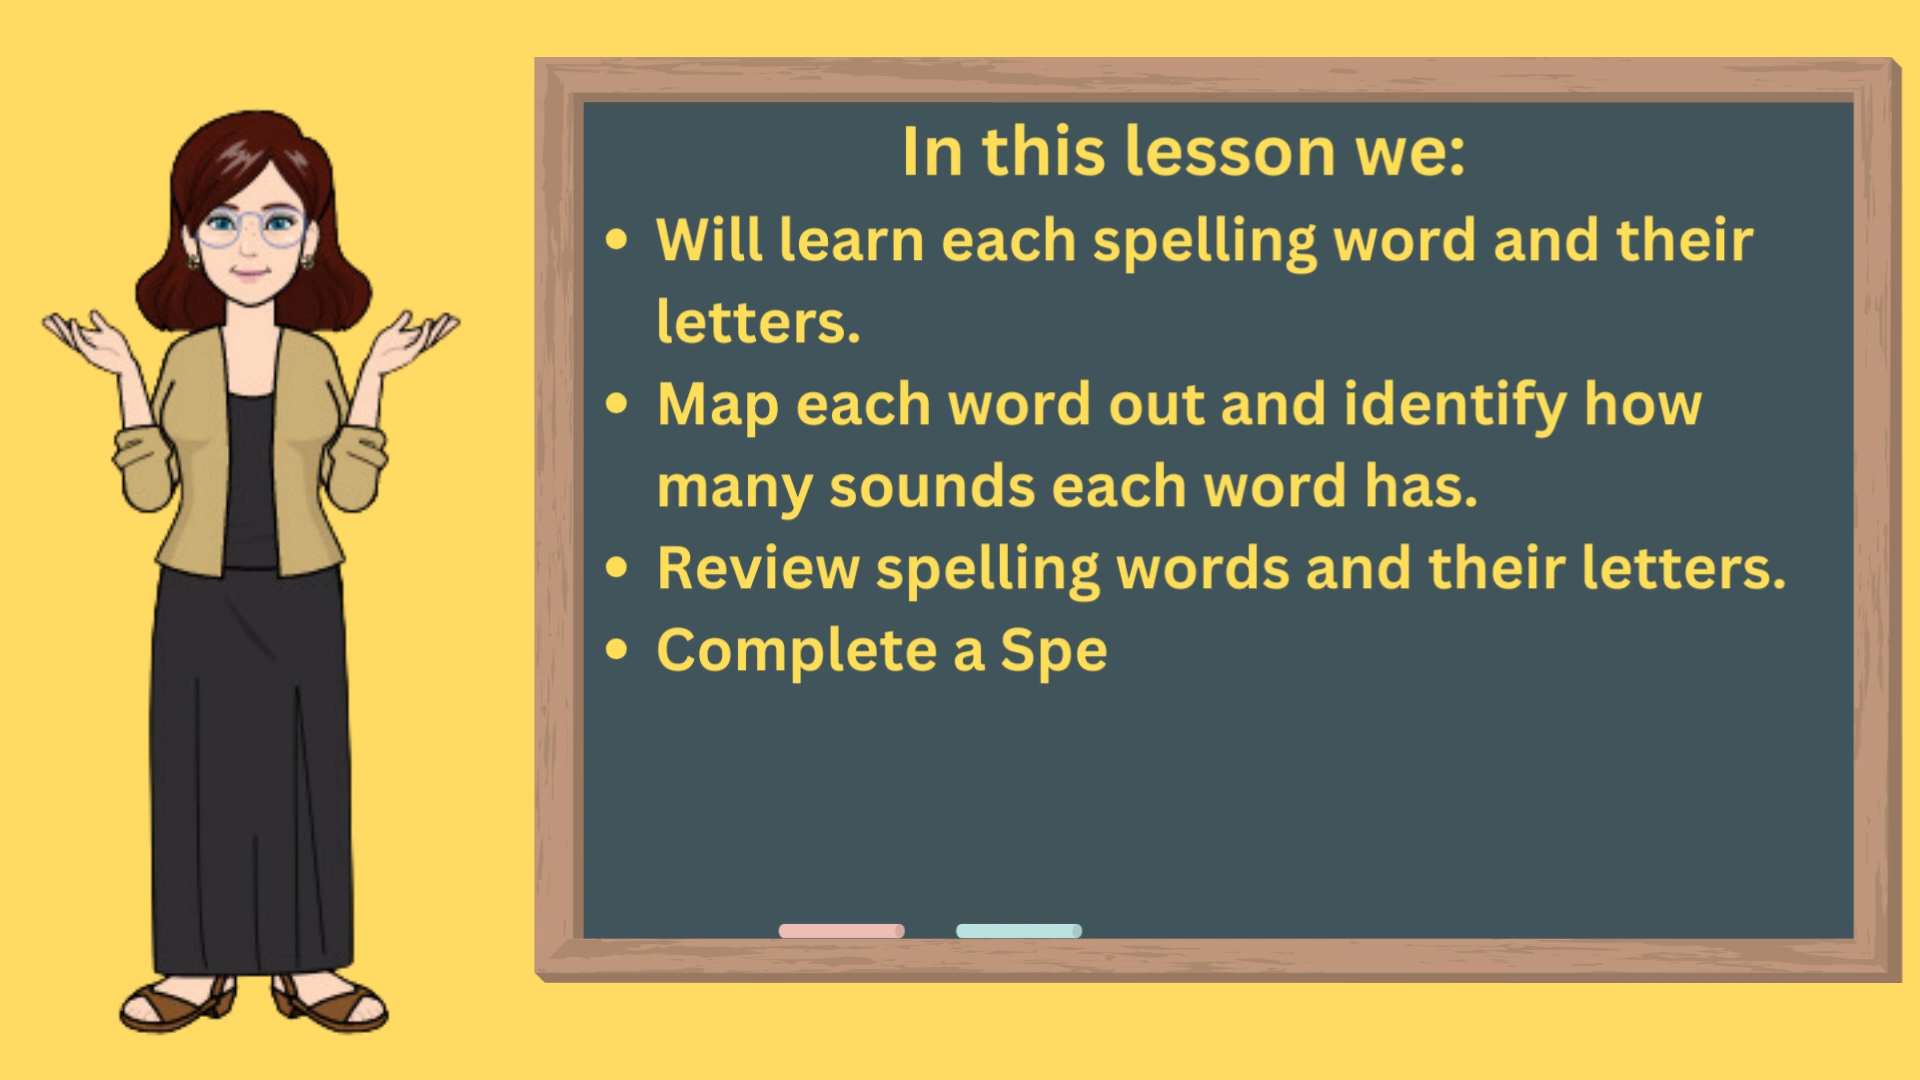 In this lesson we:
• Will learn each spelling word and their
letters.
• Map each word out and identify how
many sounds each word has.
• Review spelling words and their letters.
• Complete a Spe